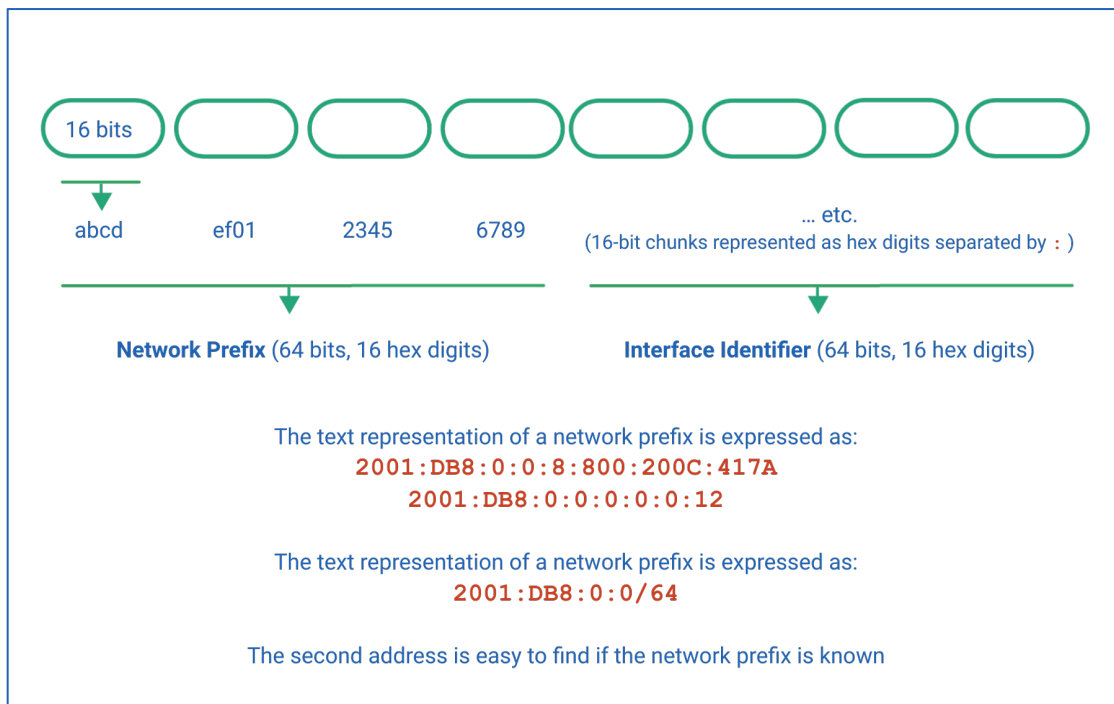 16 bits
abcd ef01 2345 6789 ... etc.
(16-bit chunks represented as hex digits separated by : )
Network Prefix (64 bits, 16 hex digits) Interface Identifier (64 bits, 16 hex digits)
The text representation of a network prefix is expressed as:
2001:DB8:0:0:8:800:200C:417A
2001:DB8:0:0:0:0:0:12
The text representation of a network prefix is expressed as:
2001:DB8:0:0/64
The second address is easy to find if the network prefix is known